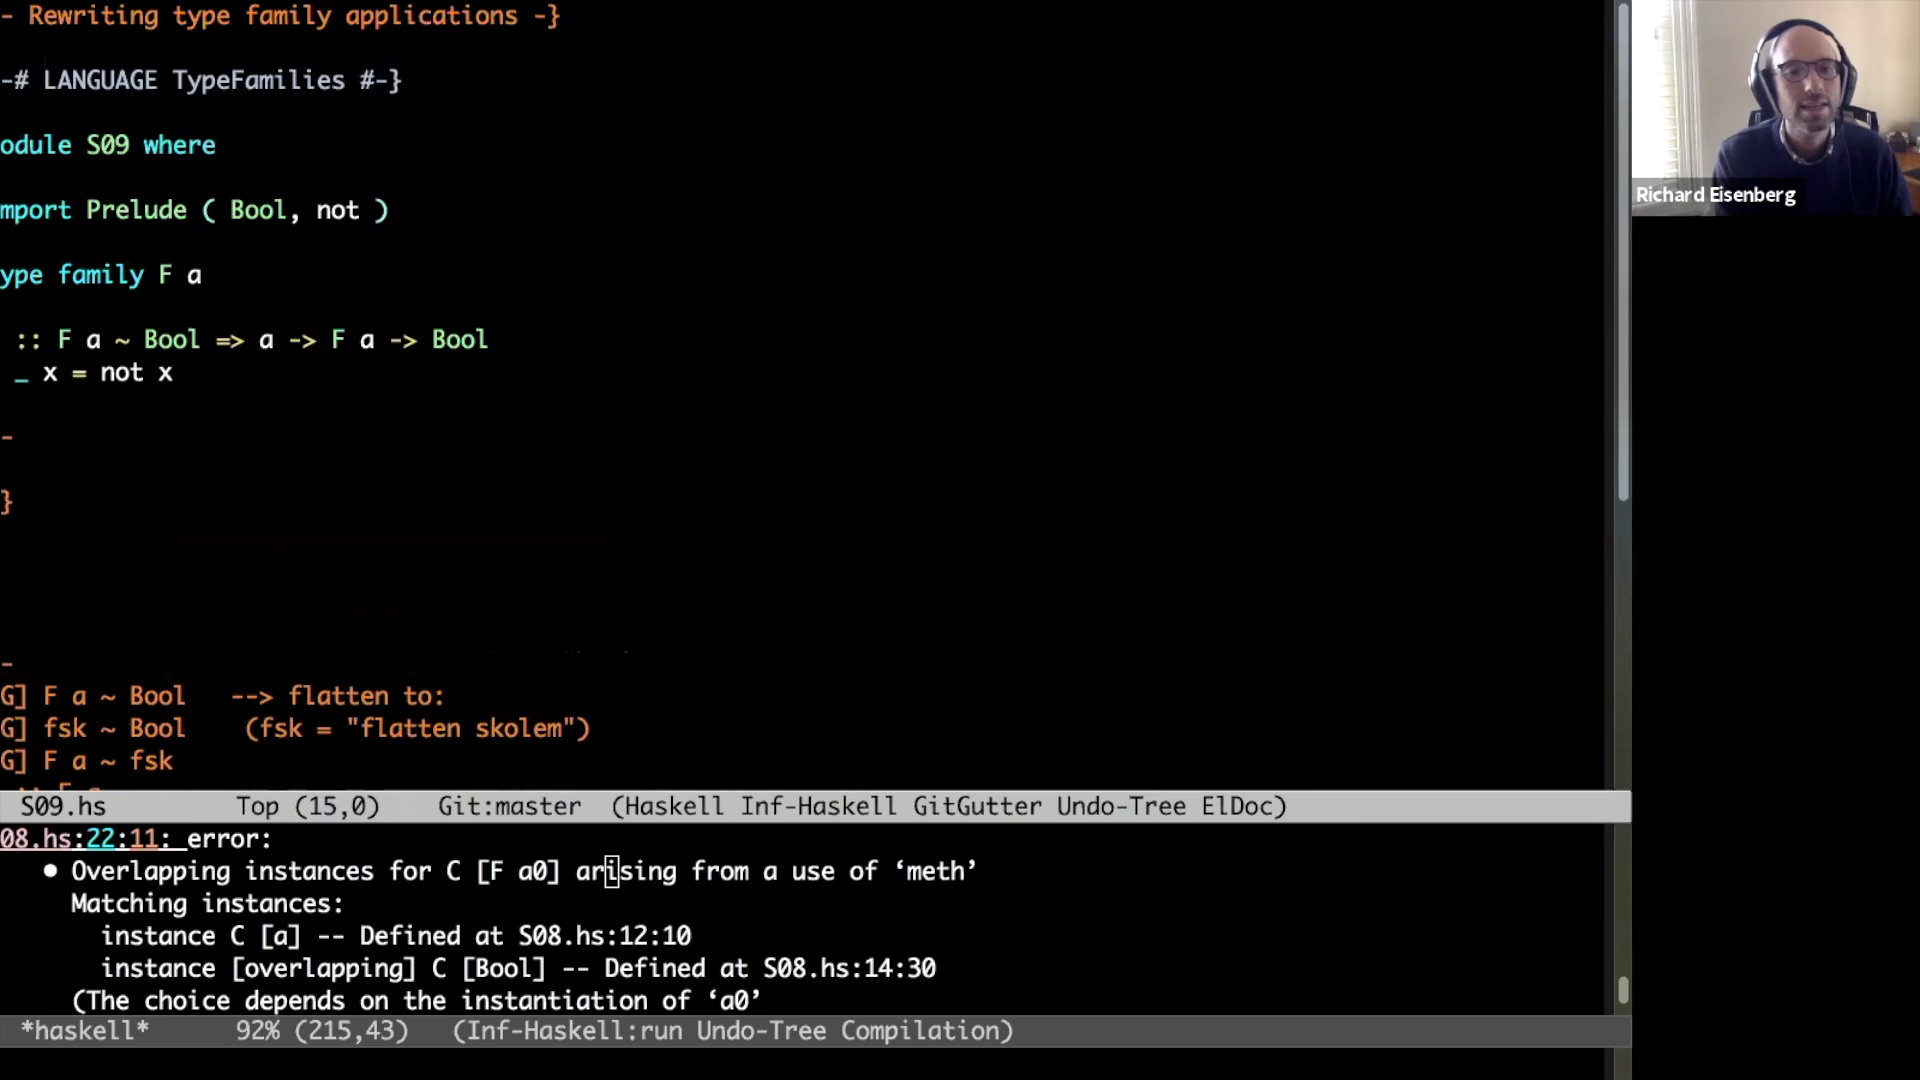 - Rewriting type family applications -}
-# LANGUAGE TypeFamilies #-}
odule S09 where
mport Prelude ( Bool, not )
ype family F a
:: F a ~ Bool => a -> F a -> Bool
_ x = not x
-
}
-
G] F a ~ Bool   --> flatten to:
G] fsk ~ Bool    (fsk = "flatten skolem")
G] F a ~ fsk
S09.hs         Top (15,0)    Git:master  (Haskell Inf-Haskell GitGutter Undo-Tree ElDoc)
08.hs:22:11: error:
• Overlapping instances for C [F a0] arising from a use of ‘meth’
Matching instances:
instance C [a] -- Defined at S08.hs:12:10
instance [overlapping] C [Bool] -- Defined at S08.hs:14:30
(The choice depends on the instantiation of ‘a0’
*haskell*      92% (215,43)   (Inf-Haskell:run Undo-Tree Compilation)
Richard Eisenberg